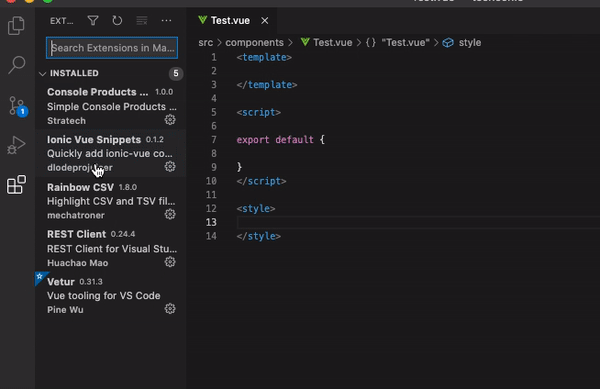 EXT...
Test.vue
Search Extensions in Ma...
src > components > Test.vue > {} "Test.vue" > style
INSTALLED 5
Console Products ... 1.0.0
Simple Console Products ...
Stratech
Ionic Vue Snippets 0.1.2
Quickly add ionic-vue co...
Rainbow CSV 1.8.0
Highlight CSV and TSV fil...
mechatroner
REST Client 0.24.4
REST Client for Visual Stu...
Huachao Mao
Vetur 0.31.3
Vue tooling for VS Code
Pine Wu
1
1 <template>
2
3 </template>
4
5 <script>
6
7 export default {
8
9 }
10 </script>
11
12 <style>
13
14 </style>